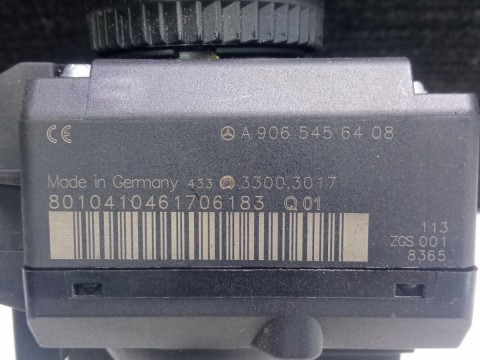 CE A 906 545 64 08
Made in Germany 433 3300.3017
8010410461706183 Q01
113
ZGS 001
8365